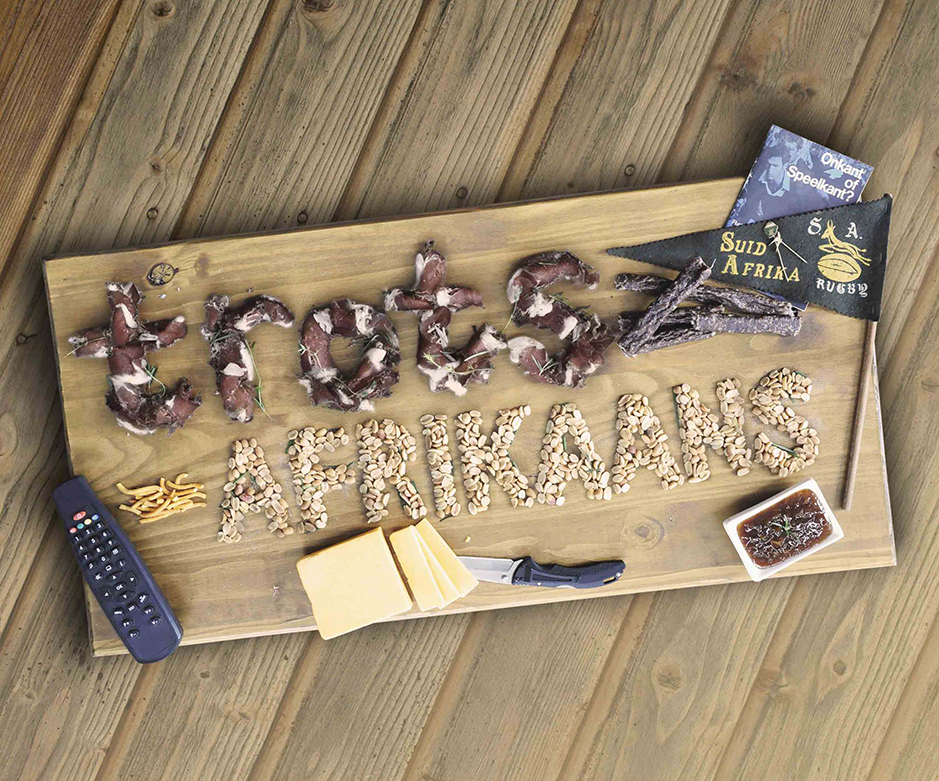 Onkant
of
Speelkant?
trots
AFRIKAANS
SUID
AFRIKA
S A
RUGBY